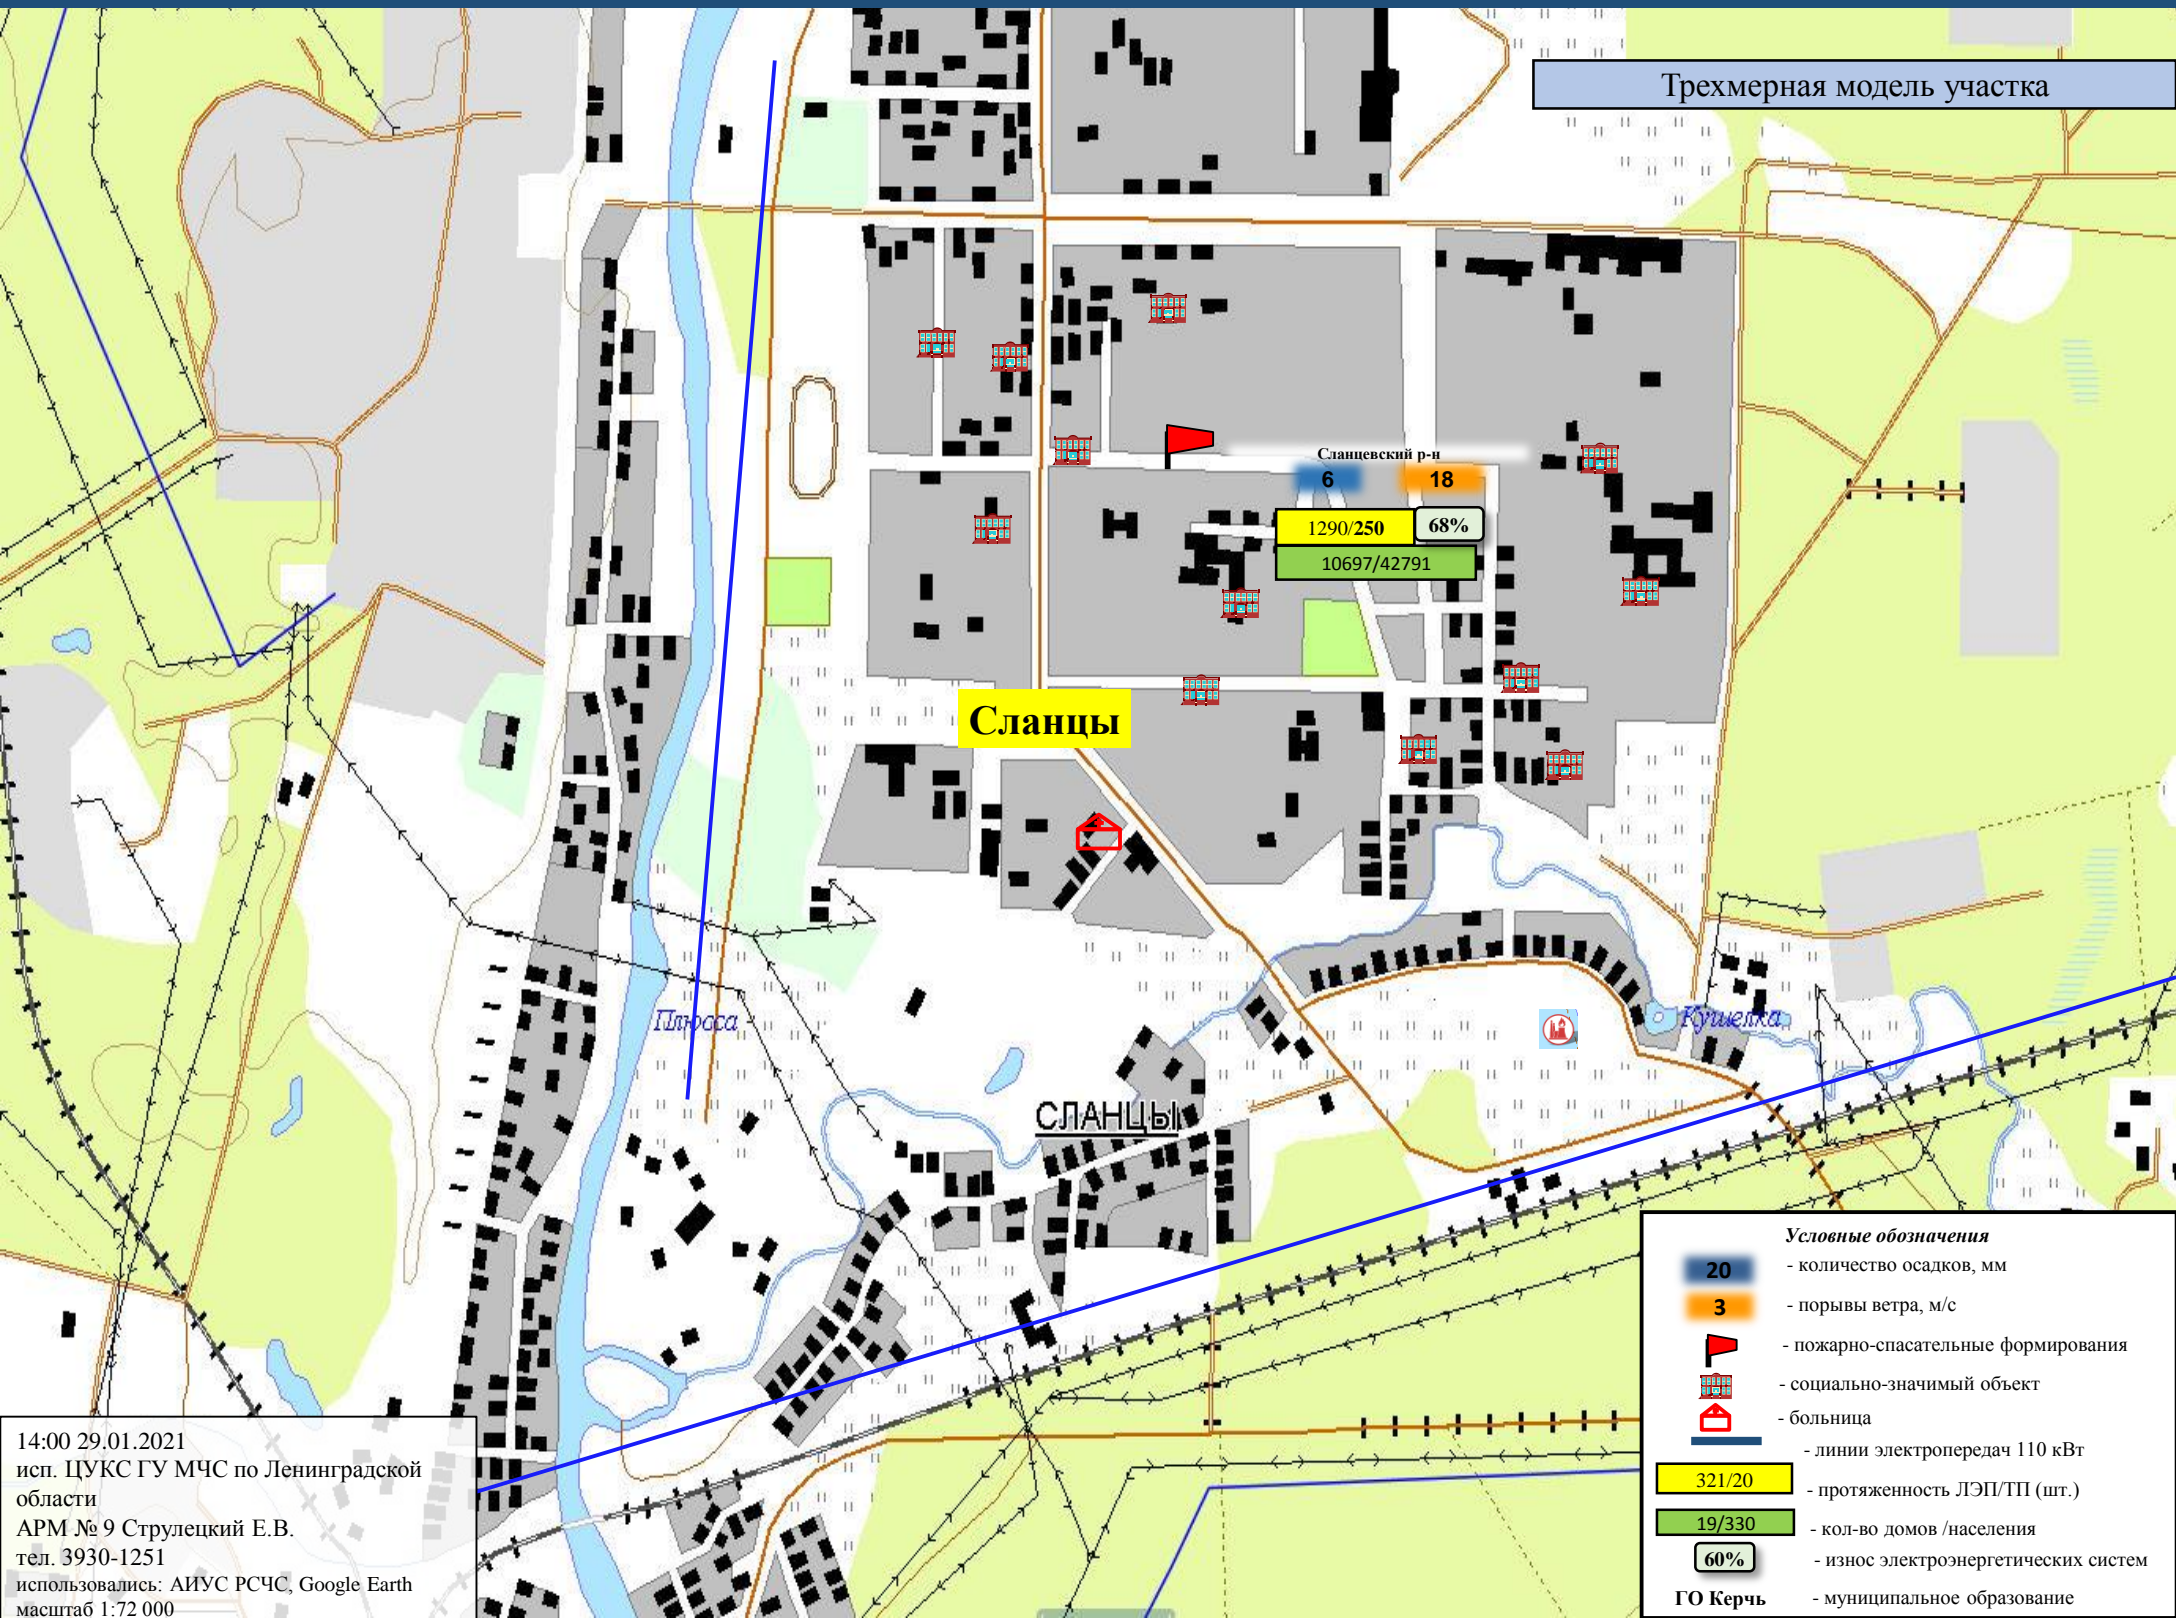 Трехмерная модель участка
Сланцевский р-н
6
18
1290/250
68%
10697/42791
Сланцы
Плюсса
Кушелка
СЛАНЦЫ
Условные обозначения
20 - количество осадков, мм
3 - порывы ветра, м/с
- пожарно-спасательные формирования
- социально-значимый объект
- больница
- линии электропередач 110 кВт
321/20 - протяженность ЛЭП/ТП (шт.)
19/330 - кол-во домов /населения
60% - износ электроэнергетических систем
ГО Керчь - муниципальное образование
14:00 29.01.2021
исп. ЦУКС ГУ МЧС по Ленинградской
области
АРМ № 9 Струлецкий Е.В.
тел. 3930-1251
использовались: АИУС РСЧС, Google Earth
масштаб 1:72 000